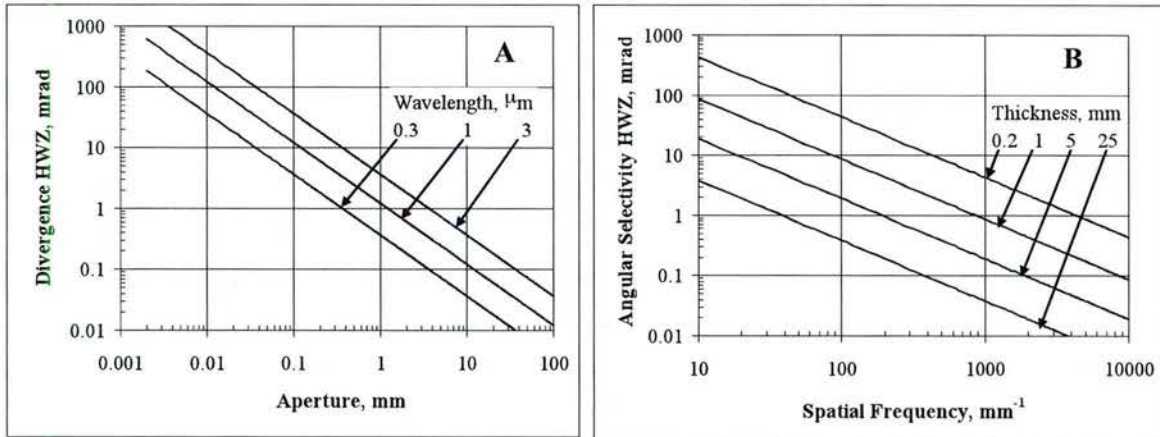 A
Divergence HWZ, mrad
1000
100
10
1
0.1
0.01
Wavelength, μm
0.3 1 3
0.001 0.01 0.1 1 10 100
Aperture, mm
B
Angular Selectivity HWZ, mrad
1000
100
10
1
0.1
0.01
Thickness, mm
0.2 1 5 25
10 100 1000 10000
Spatial Frequency, mm⁻¹